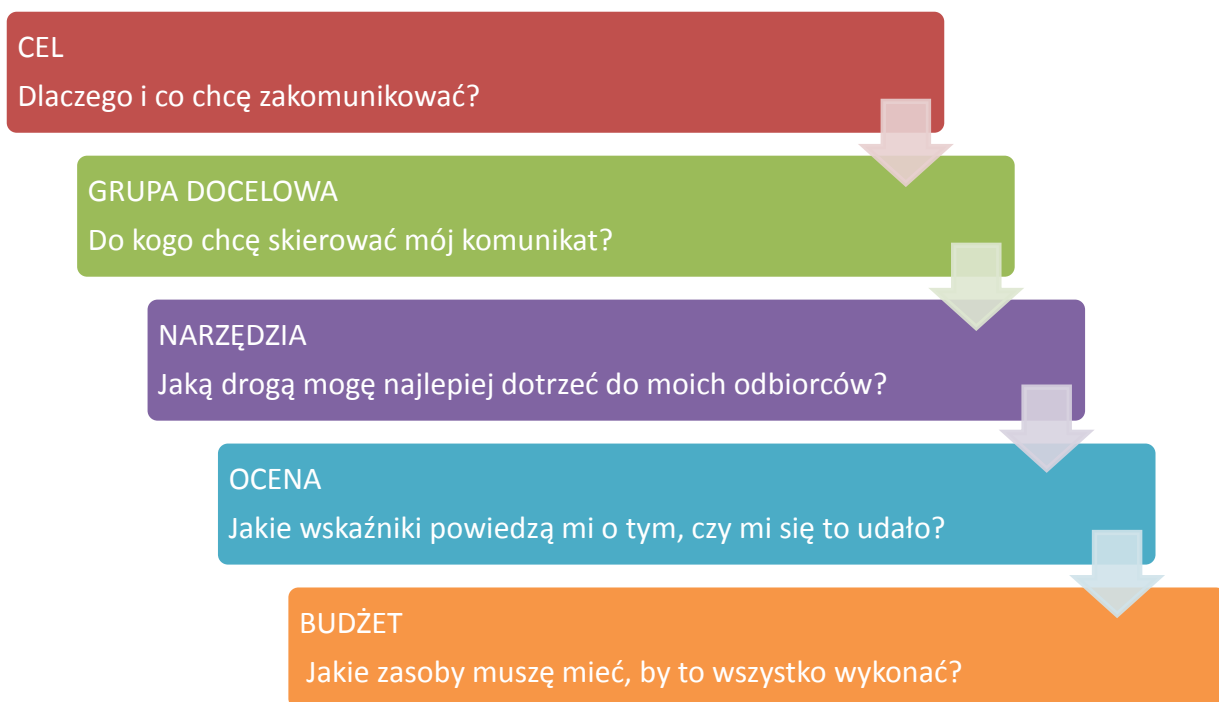 CEL
Dlaczego i co chcę zakomunikować?
GRUPA DOCELOWA
Do kogo chcę skierować mój komunikat?
NARZĘDZIA
Jaką drogą mogę najlepiej dotrzeć do moich odbiorców?
OCENA
Jakie wskaźniki powiedzą mi o tym, czy mi się to udało?
BUDŻET
Jakie zasoby muszę mieć, by to wszystko wykonać?